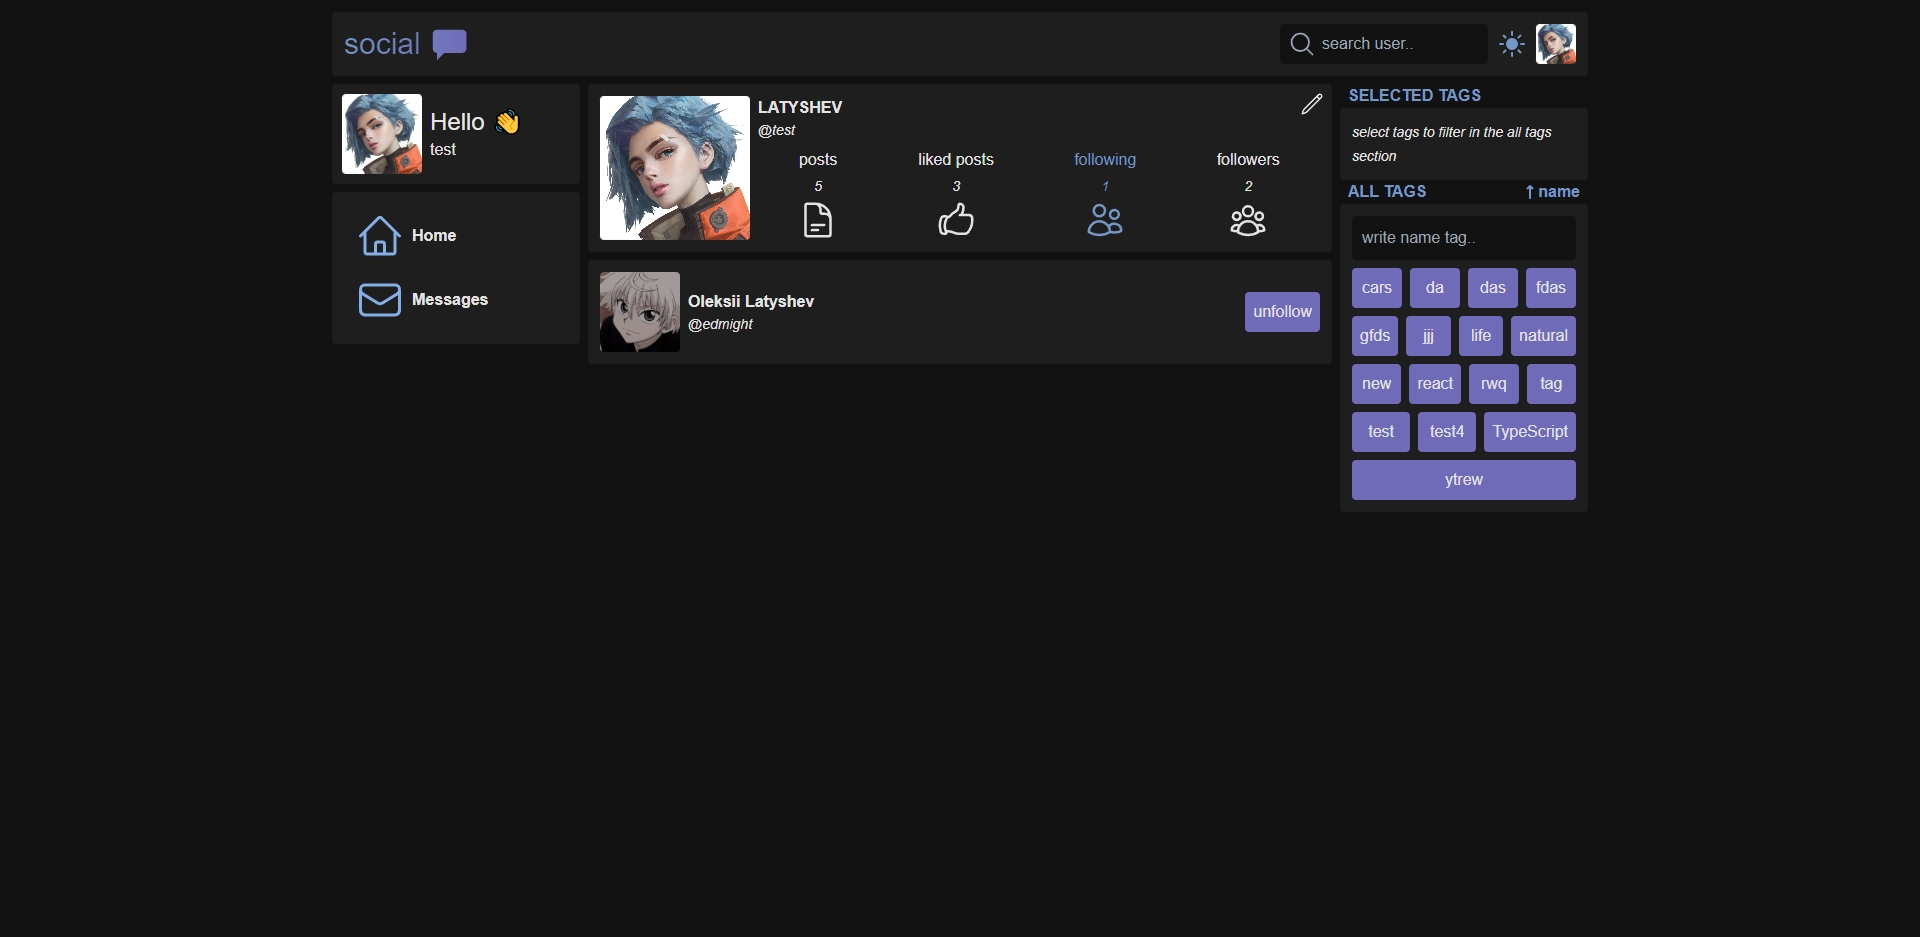 social
search user..
Hello 👋
test
Home
Messages
LATYSHEV
@test
posts liked posts following followers
5 3 1 2
Oleksii Latyshev
@edmight
unfollow
SELECTED TAGS
select tags to filter in the all tags
section
ALL TAGS ↑ name
write name tag..
cars da das fdas
gfds jjj life natural
new react rwq tag
test test4 TypeScript
ytrew